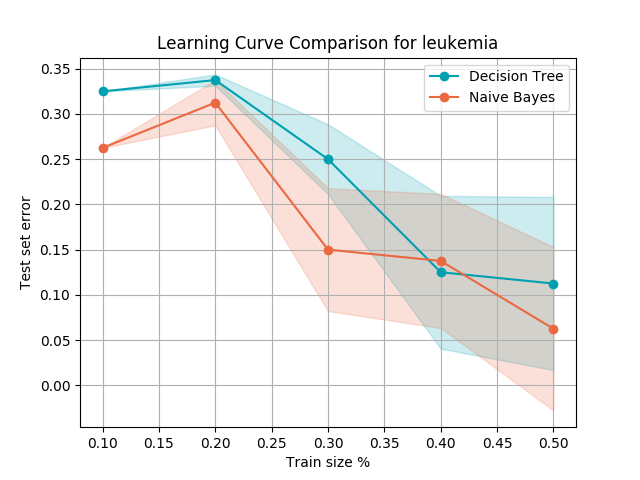 Learning Curve Comparison for leukemia
Decision Tree
Naive Bayes
Test set error
0.35
0.30
0.25
0.20
0.15
0.10
0.05
0.00
0.10 0.15 0.20 0.25 0.30 0.35 0.40 0.45 0.50
Train size %